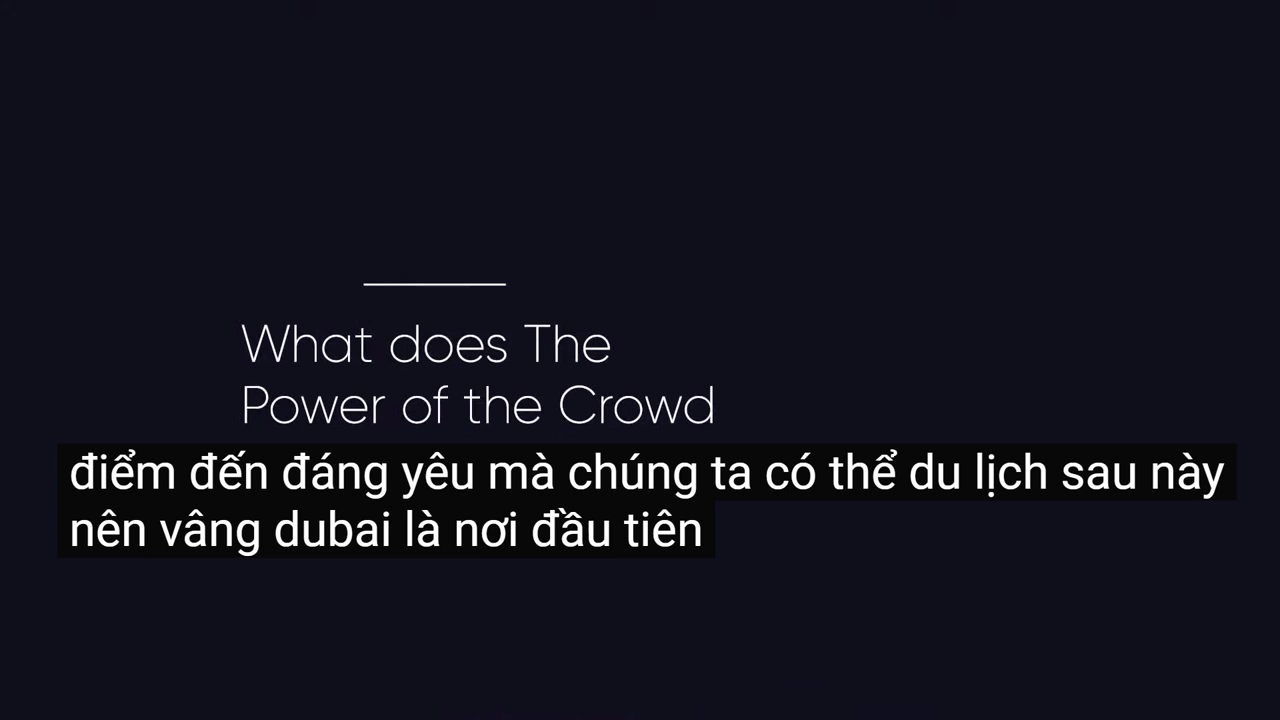 What does The
Power of the Crowd
điểm đến đáng yêu mà chúng ta có thể du lịch sau này
nên vâng dubai là nơi đầu tiên